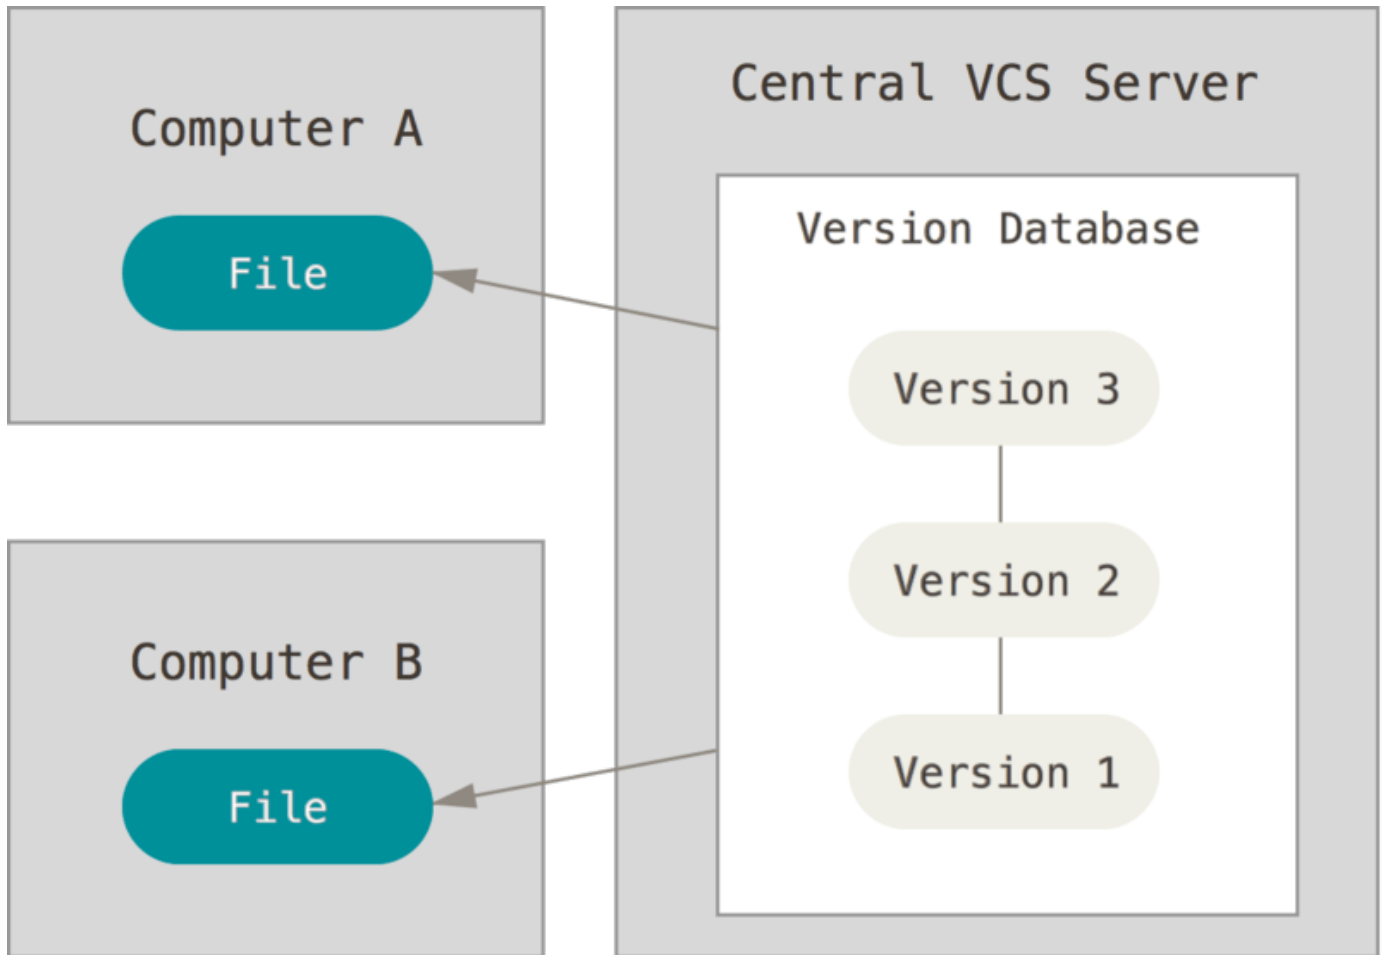 Computer A
File
Computer B
File
Central VCS Server
Version Database
Version 3
Version 2
Version 1